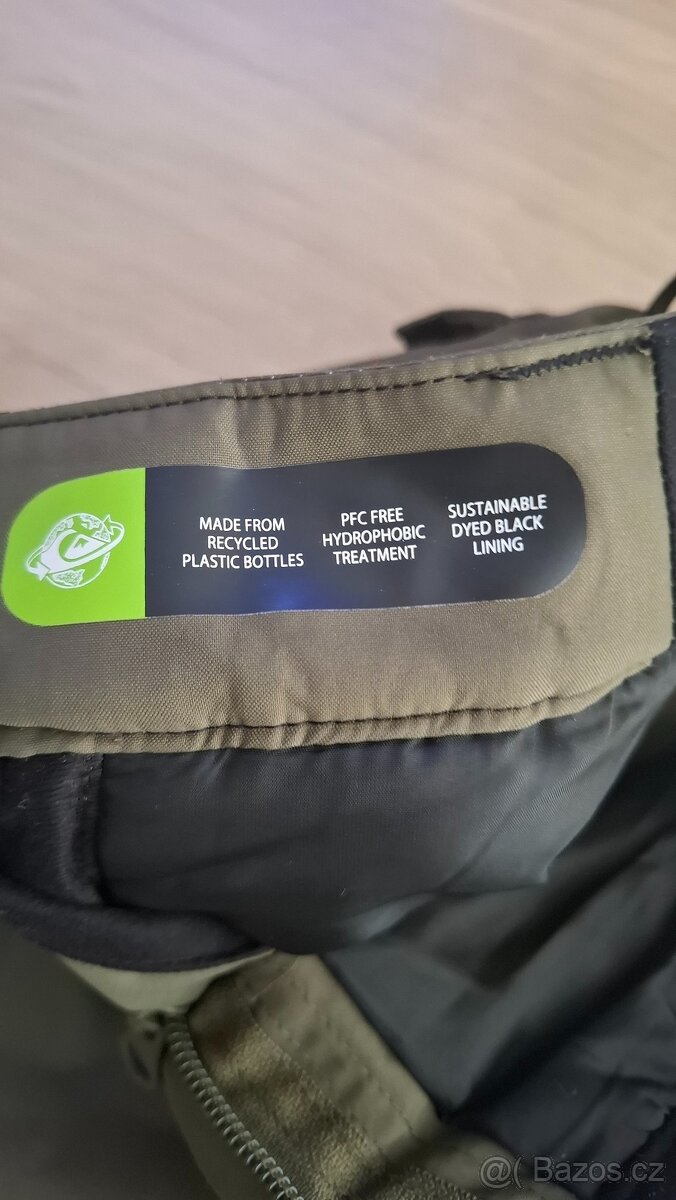 MADE FROM
RECYCLED
PLASTIC BOTTLES
PFC FREE
HYDROPHOBIC
TREATMENT
SUSTAINABLE
DYED BLACK
LINING
@( Bazos.cz